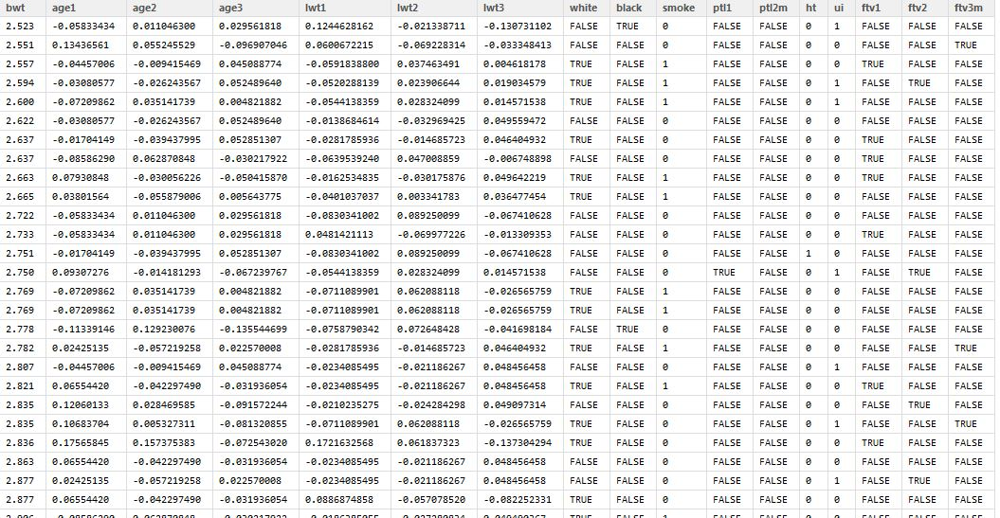 bwt age1 age2 age3 lwt1 lwt2 lwt3 white black smoke ptl1 ptl2m ht ui ftv1 ftv2 ftv3m
2.523 -0.05833434 0.011046300 0.029561818 0.1244628162 -0.021338711 -0.130731102 FALSE TRUE 0 FALSE FALSE 0 1 FALSE FALSE FALSE
2.551 0.13436561 0.055245529 -0.096907046 0.0600672215 -0.069228314 -0.033348413 FALSE FALSE 0 FALSE FALSE 0 0 FALSE FALSE TRUE
2.557 -0.04457006 -0.009415469 0.045088774 -0.0591838800 0.037463491 0.004618178 TRUE FALSE 1 FALSE FALSE 0 0 TRUE FALSE FALSE
2.594 -0.03080577 -0.026243567 0.052489640 -0.0520288139 0.023906644 0.019034579 TRUE FALSE 1 FALSE FALSE 0 1 FALSE TRUE FALSE
2.600 -0.07209862 0.035141739 0.004821882 -0.0544138359 0.028324099 0.014571538 TRUE FALSE 1 FALSE FALSE 0 1 FALSE FALSE FALSE
2.622 -0.03080577 -0.026243567 0.052489640 -0.0138684614 -0.032969425 0.049559472 FALSE FALSE 0 FALSE FALSE 0 0 FALSE FALSE FALSE
2.637 -0.01704149 -0.039437995 0.052851307 -0.0281785936 -0.014685723 0.046404932 TRUE FALSE 0 FALSE FALSE 0 0 TRUE FALSE FALSE
2.637 -0.08586290 0.062870848 -0.030217922 -0.0639539240 0.047008859 -0.006748898 FALSE FALSE 0 FALSE FALSE 0 0 TRUE FALSE FALSE
2.663 0.07930848 -0.030056226 -0.050415870 -0.0162534835 -0.030175876 0.049642219 TRUE FALSE 1 FALSE FALSE 0 0 TRUE FALSE FALSE
2.665 0.03801564 -0.055879006 0.005643775 -0.0401037037 0.003341783 0.036477454 TRUE FALSE 1 FALSE FALSE 0 0 FALSE FALSE FALSE
2.722 -0.05833434 0.011046300 0.029561818 -0.0830341002 0.089250099 -0.067410628 FALSE FALSE 0 FALSE FALSE 0 0 FALSE FALSE FALSE
2.733 -0.05833434 0.011046300 0.029561818 0.0481421113 -0.069977226 -0.013309353 FALSE FALSE 0 FALSE FALSE 0 0 TRUE FALSE FALSE
2.751 -0.01704149 -0.039437995 0.052851307 -0.0830341002 0.089250099 -0.067410628 FALSE FALSE 0 FALSE FALSE 1 0 FALSE FALSE FALSE
2.750 0.09307276 -0.014181293 -0.067239767 -0.0544138359 0.028324099 0.014571538 FALSE FALSE 0 TRUE FALSE 0 1 FALSE TRUE FALSE
2.769 -0.07209862 0.035141739 0.004821882 -0.0711089901 0.062088118 -0.026565759 TRUE FALSE 1 FALSE FALSE 0 0 FALSE FALSE FALSE
2.769 -0.07209862 0.035141739 0.004821882 -0.0711089901 0.062088118 -0.026565759 TRUE FALSE 1 FALSE FALSE 0 0 FALSE FALSE FALSE
2.778 -0.11339146 0.129230076 -0.135544699 -0.0758790342 0.072648428 -0.041698184 FALSE TRUE 0 FALSE FALSE 0 0 FALSE FALSE FALSE
2.782 0.02425135 -0.057219258 0.022570008 -0.0281785936 -0.014685723 0.046404932 TRUE FALSE 1 FALSE FALSE 0 0 FALSE FALSE TRUE
2.807 -0.04457006 -0.009415469 0.045088774 -0.0234085495 -0.021186267 0.048456458 FALSE FALSE 0 FALSE FALSE 0 1 FALSE FALSE FALSE
2.821 0.06554420 -0.042297490 -0.031936054 -0.0234085495 -0.021186267 0.048456458 TRUE FALSE 1 FALSE FALSE 0 0 TRUE FALSE FALSE
2.835 0.12060133 0.028469585 -0.091572244 -0.0210235275 -0.024284298 0.049097314 FALSE FALSE 0 FALSE FALSE 0 0 FALSE TRUE FALSE
2.835 0.10683704 0.005327311 -0.081320855 -0.0711089901 0.062088118 -0.026565759 TRUE FALSE 0 FALSE FALSE 0 1 FALSE FALSE TRUE
2.836 0.17565845 0.157375383 -0.072543020 0.1721632568 0.061837323 -0.137304294 TRUE FALSE 0 FALSE FALSE 0 0 TRUE FALSE FALSE
2.863 0.06554420 -0.042297490 -0.031936054 -0.0234085495 -0.021186267 0.048456458 FALSE FALSE 0 FALSE FALSE 0 0 FALSE FALSE FALSE
2.877 0.02425135 -0.057219258 0.022570008 -0.0234085495 -0.021186267 0.048456458 FALSE FALSE 0 FALSE FALSE 0 1 FALSE TRUE FALSE
2.877 0.06554420 -0.042297490 -0.031936054 0.0886874858 -0.057078520 -0.082252331 TRUE FALSE 0 FALSE FALSE 0 0 FALSE FALSE FALSE